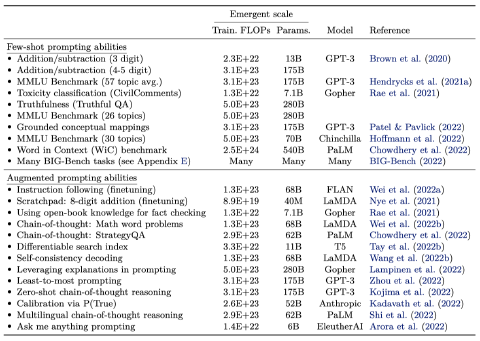 Emergent scale
Train. FLOPs Params. Model Reference
Few-shot prompting abilities
• Addition/subtraction (3 digit) 2.3E+22 13B GPT-3 Brown et al. (2020)
• Addition/subtraction (4-5 digit) 3.1E+23 175B
• MMLU Benchmark (57 topic avg.) 3.1E+23 175B GPT-3 Hendrycks et al. (2021a)
• Toxicity classification (CivilComments) 1.3E+22 7.1B Gopher Rae et al. (2021)
• Truthfulness (Truthful QA) 5.0E+23 280B
• MMLU Benchmark (26 topics) 5.0E+23 280B
• Grounded conceptual mappings 3.1E+23 175B GPT-3 Patel & Pavlick (2022)
• MMLU Benchmark (30 topics) 5.0E+23 70B Chinchilla Hoffmann et al. (2022)
• Word in Context (WiC) benchmark 2.5E+24 540B PaLM Chowdhery et al. (2022)
• Many BIG-Bench tasks (see Appendix E) Many Many Many BIG-Bench (2022)
Augmented prompting abilities
• Instruction following (finetuning) 1.3E+23 68B FLAN Wei et al. (2022a)
• Scratchpad: 8-digit addition (finetuning) 8.9E+19 40M LaMDA Nye et al. (2021)
• Using open-book knowledge for fact checking 1.3E+22 7.1B Gopher Rae et al. (2021)
• Chain-of-thought: Math word problems 1.3E+23 68B LaMDA Wei et al. (2022b)
• Chain-of-thought: StrategyQA 2.9E+23 62B PaLM Chowdhery et al. (2022)
• Differentiable search index 3.3E+22 11B T5 Tay et al. (2022b)
• Self-consistency decoding 1.3E+23 68B LaMDA Wang et al. (2022b)
• Leveraging explanations in prompting 5.0E+23 280B Gopher Lampinen et al. (2022)
• Least-to-most prompting 3.1E+23 175B GPT-3 Zhou et al. (2022)
• Zero-shot chain-of-thought reasoning 3.1E+23 175B GPT-3 Kojima et al. (2022)
• Calibration via P(True) 2.6E+23 52B Anthropic Kadavath et al. (2022)
• Multilingual chain-of-thought reasoning 2.9E+23 62B PaLM Shi et al. (2022)
• Ask me anything prompting 1.4E+22 6B EleutherAI Arora et al. (2022)